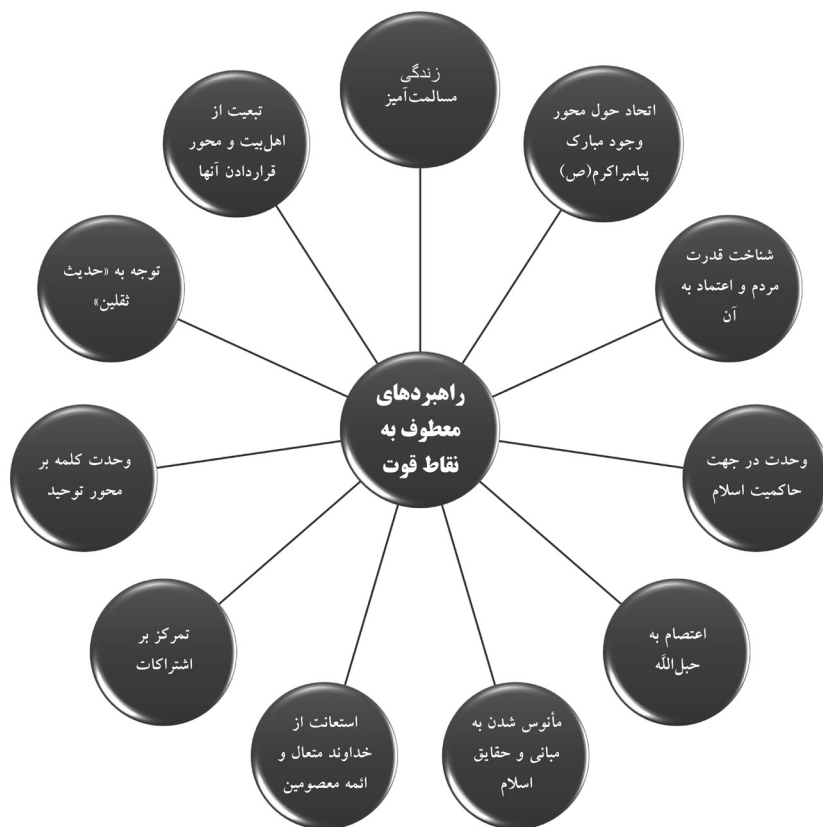 راهبردهای
معطوف به
نقاط قوت
زندگی
مسالمت‌آمیز
اتحاد حول محور
وجود مبارک
پیامبراکرم(ص)
شناخت قدرت
مردم و اعتماد به
آن
وحدت در جهت
حاکمیت اسلام
اعتصام به
حبل‌اللَه
مأنوس شدن به
مبانی و حقایق
اسلام
استعانت از
خداوند متعال و
ائمه معصومین
تمرکز بر
اشتراکات
وحدت کلمه بر
محور توحید
توجه به «حدیث
ثقلین»
تبعیت از
اهل‌بیت و محور
قراردادن آنها